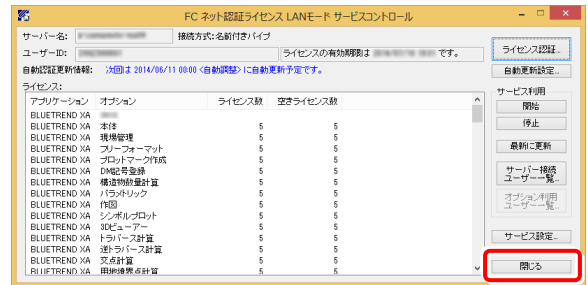 FC ネット認証ライセンス LANモード サービスコントロール
サーバー名: 接続方式:名前付きパイプ
ユーザーID: ライセンスの有効期限は です。
ライセンス認証...
自動認証更新情報: 次回は 2014/06/11 00:00 <自動調整> に自動更新予定です。
自動更新設定...
ライセンス:
サービス利用
アプリケーション オプション ライセンス数 空きライセンス数
BLUETREND XA
BLUETREND XA 本体 5 5
BLUETREND XA 現場管理 5 5
BLUETREND XA フリーフォーマット 5 5
BLUETREND XA プロットマーク作成 5 5
BLUETREND XA DM記号登録 5 5
BLUETREND XA 構造物数量計算 5 5
BLUETREND XA パラメトリック 5 5
BLUETREND XA 作図 5 5
BLUETREND XA シンボルプロット 5 5
BLUETREND XA 3Dビューアー 5 5
BLUETREND XA トラバース計算 5 5
BLUETREND XA 逆トラバース計算 5 5
BLUETREND XA 交点計算 5 5
BLUETREND XA 用地境界点計算 5 5
開始
停止
最新に更新
サーバー接続
ユーザー一覧...
オプション利用
ユーザー一覧...
サービス設定...
閉じる